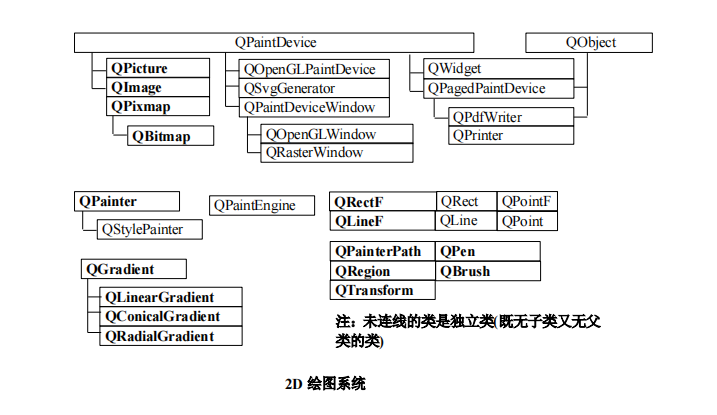 QPaintDevice
QObject
QPicture
QImage
QPixmap
QBitmap
QOpenGLPaintDevice
QSvgGenerator
QPaintDeviceWindow
QOpenGLWindow
QRasterWindow
QWidget
QPagedPaintDevice
QPdfWriter
QPrinter
QPainter
QStylePainter
QPaintEngine
QRectF QRect QPointF
QLineF QLine QPoint
QGradient
QLinearGradient
QConicalGradient
QRadialGradient
QPainterPath QPen
QRegion QBrush
QTransform
注：未连线的类是独立类(既无子类又无父
类的类)
2D 绘图系统